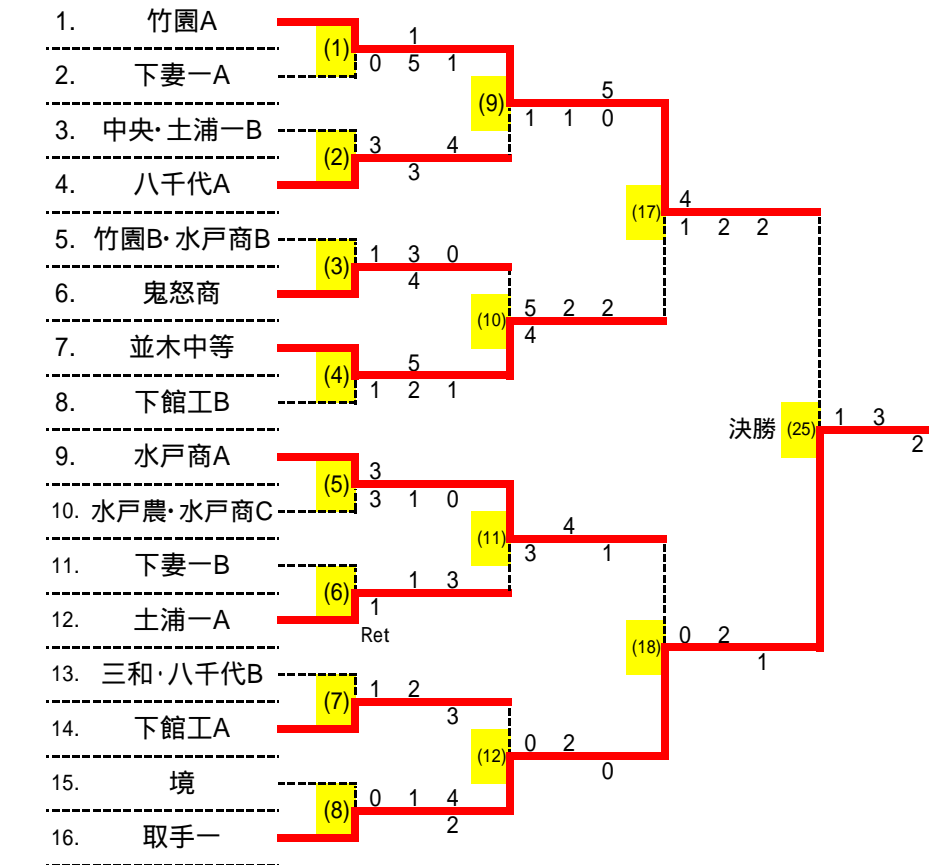 1. 竹園A
1
(1)
0 5 1
2. 下妻一A
5
(9)
1 1 0
3. 中央・土浦一B
3 4
(2)
3
4. 八千代A
4
(17)
1 2 2
5. 竹園B・水戸商B
1 3 0
(3)
4
6. 鬼怒商
5 2 2
(10)
4
7. 並木中等
5
(4)
1 2 1
8. 下館工B
1 3
決勝 (25)
2
9. 水戸商A
3
(5)
3 1 0
10. 水戸農・水戸商C
4
(11)
3 1
11. 下妻一B
1 3
(6)
1
Ret
12. 土浦一A
0 2
(18)
1
13. 三和・八千代B
1 2
(7)
3
14. 下館工A
0 2
(12)
0
15. 境
0 1 4
(8)
2
16. 取手一